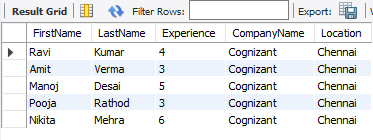 Result Grid Filter Rows: Export:
FirstName LastName Experience CompanyName Location
Ravi Kumar 4 Cognizant Chennai
Amit Verma 3 Cognizant Chennai
Manoj Desai 5 Cognizant Chennai
Pooja Rathod 3 Cognizant Chennai
Nikita Mehra 6 Cognizant Chennai